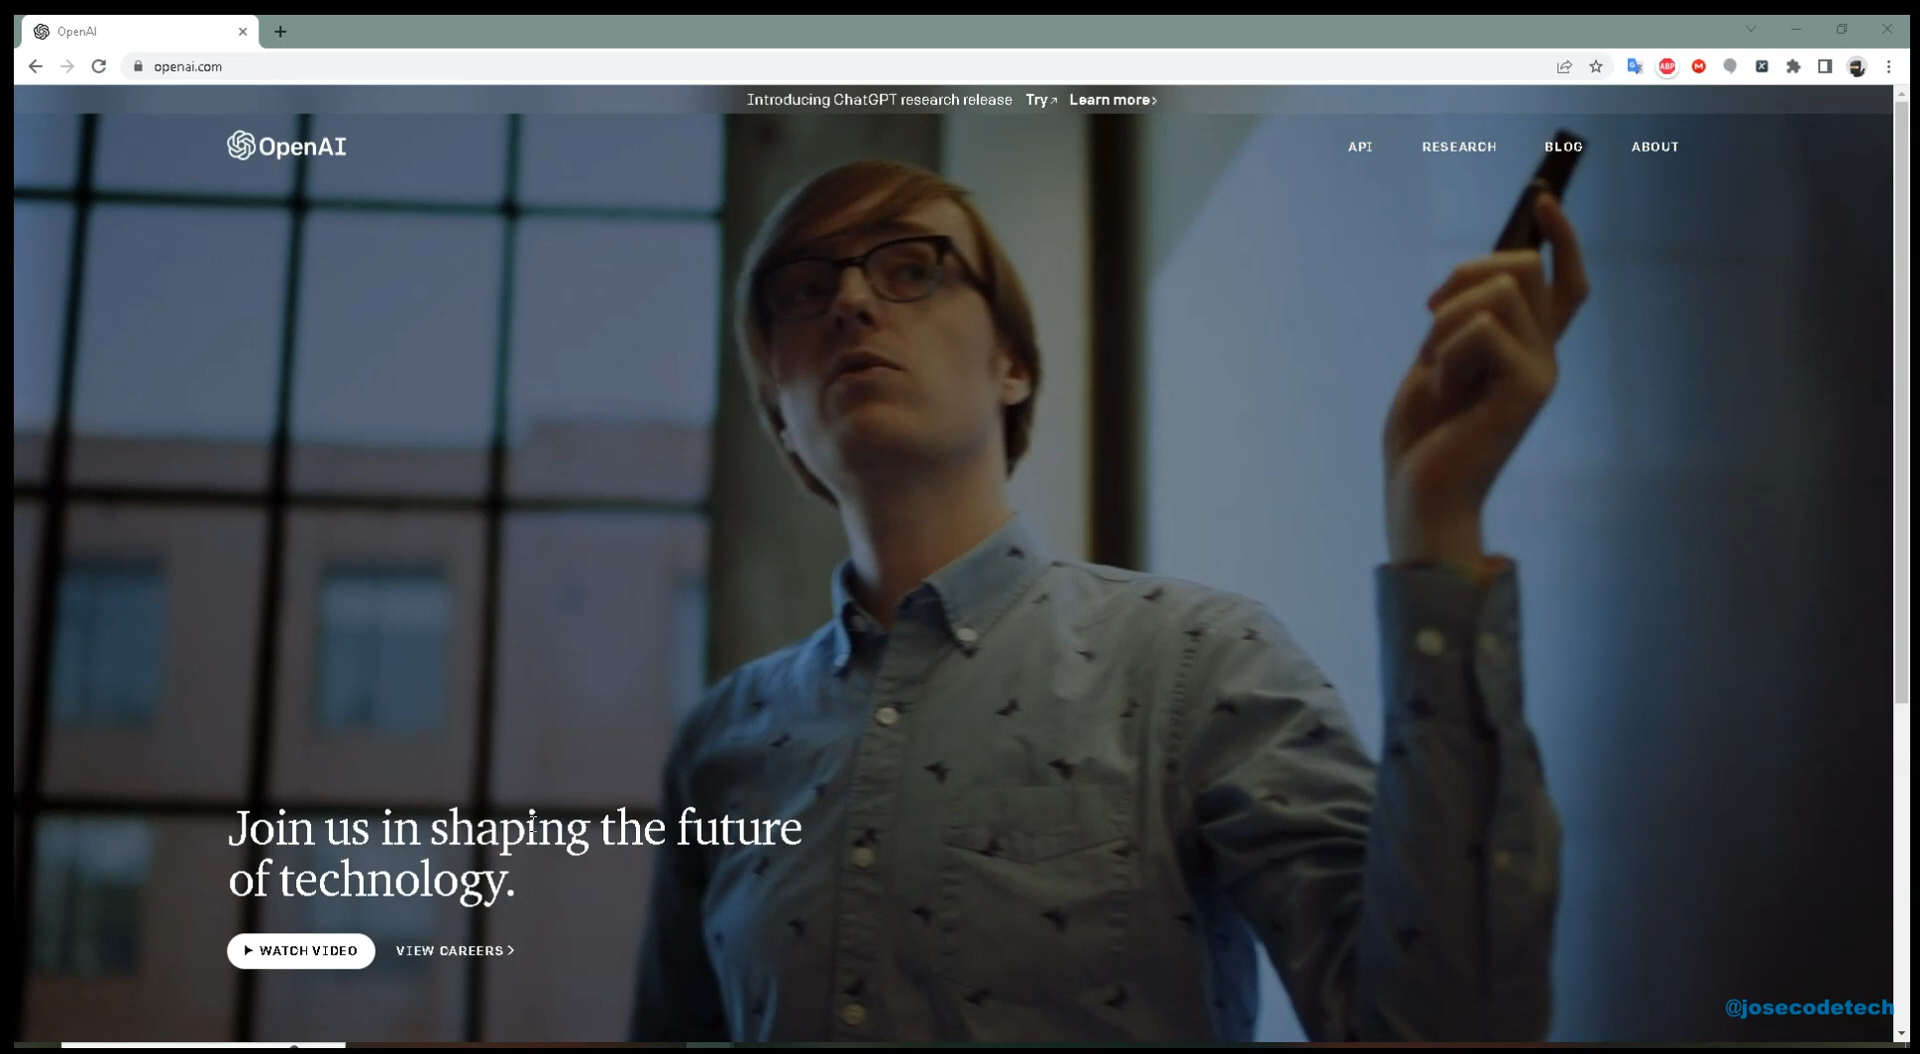 OpenAI
openai.com
Introducing ChatGPT research release Try↗ Learn more›
OpenAI
API RESEARCH BLOG ABOUT
Join us in shaping the future
of technology.
WATCH VIDEO VIEW CAREERS
@josecodetech
ABP
M
X